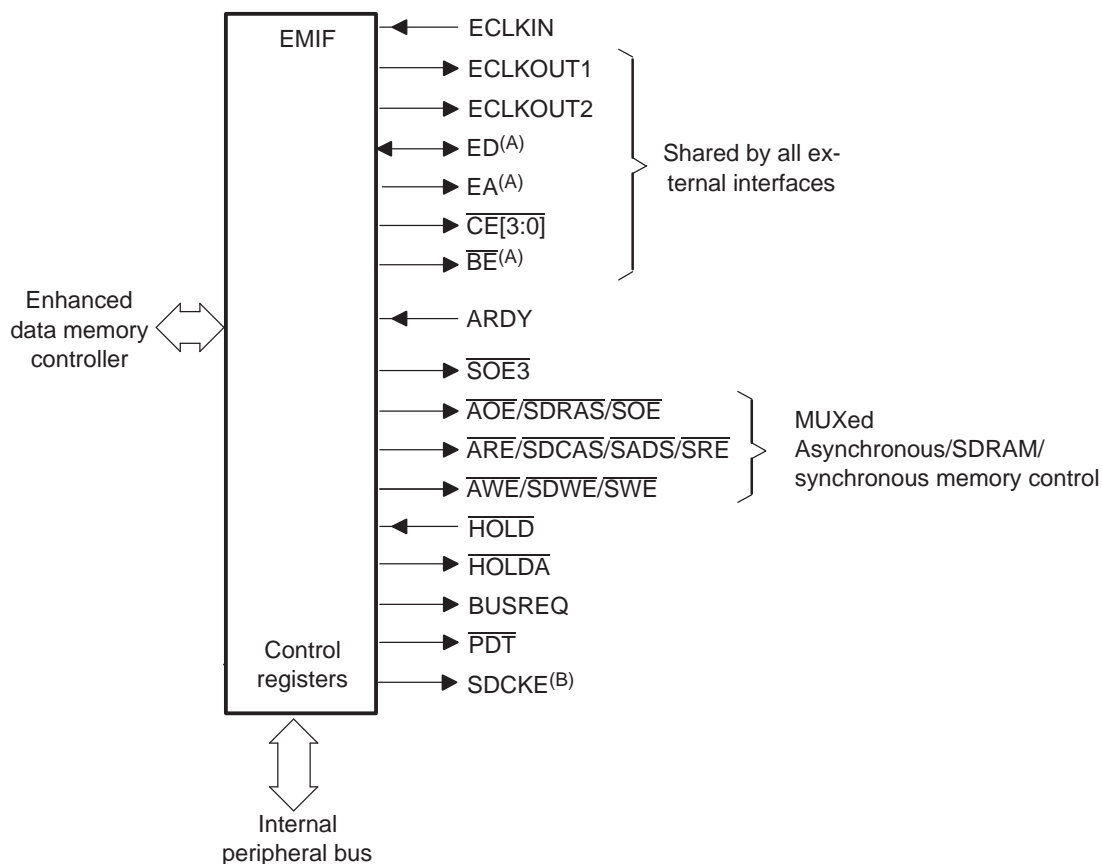 EMIF
ECLKIN
ECLKOUT1
ECLKOUT2
ED(A)
EA(A)
CE[3:0]
BE(A)
Shared by all ex-
ternal interfaces
Enhanced
data memory
controller
ARDY
SOE3
AOE/SDRAS/SOE
ARE/SDCAS/SADS/SRE
AWE/SDWE/SWE
MUXed
Asynchronous/SDRAM/
synchronous memory control
HOLD
HOLDA
BUSREQ
PDT
SDCKE(B)
Control
registers
Internal
peripheral bus